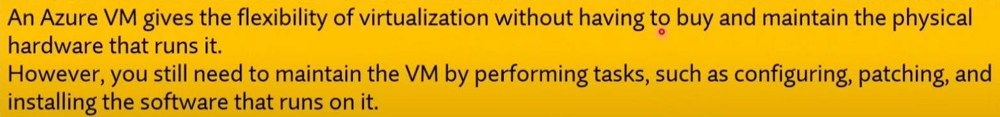 An Azure VM gives the flexibility of virtualization without having to buy and maintain the physical
hardware that runs it.
However, you still need to maintain the VM by performing tasks, such as configuring, patching, and
installing the software that runs on it.